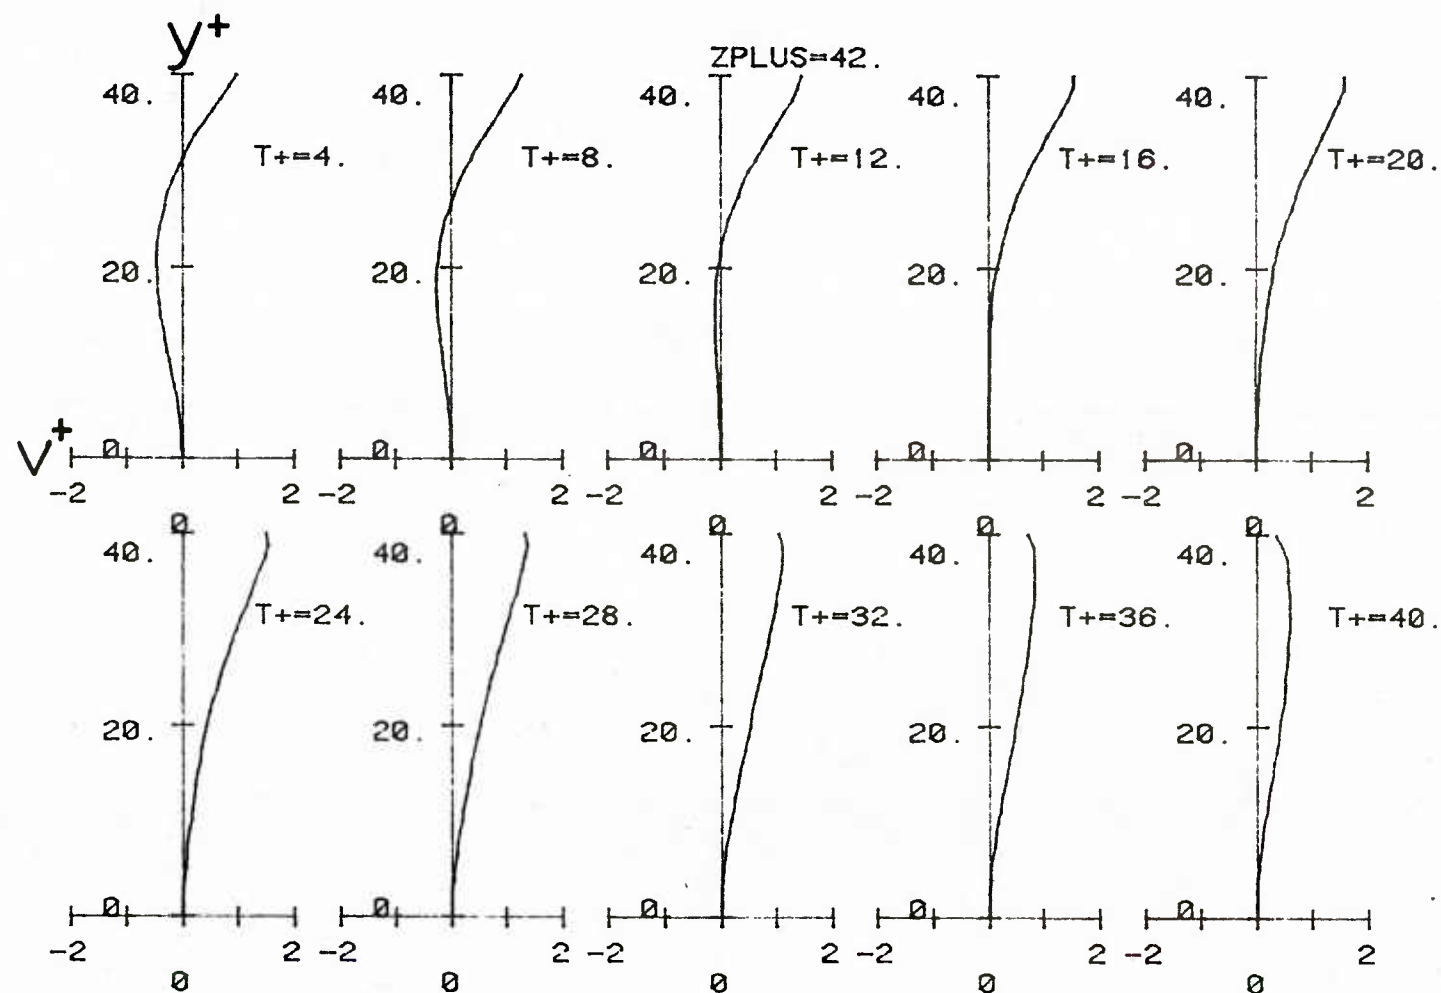 y+
ZPLUS=42.
40. 40. 40. 40. 40.
T+=4. T+=8. T+=12. T+=16. T+=20.
20. 20. 20. 20. 20.
v+
0 0 0 0 0
-2 2 -2 2 -2 2 -2 2 -2 2
0 0 0 0 0
40. 40. 40. 40. 40.
T+=24. T+=28. T+=32. T+=36. T+=40.
20. 20. 20. 20. 20.
0 0 0 0 0
-2 2 -2 2 -2 2 -2 2 -2 2
0 0 0 0 0